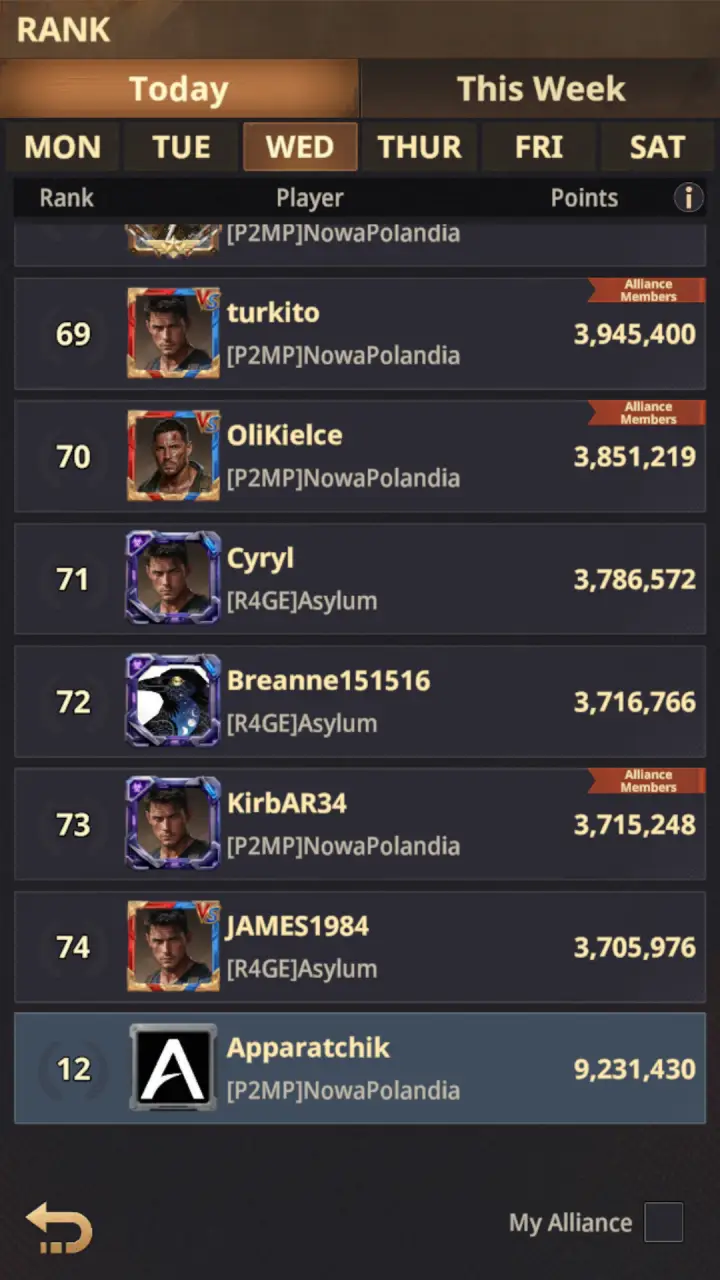 RANK
Today This Week
MON TUE WED THUR FRI SAT
Rank Player Points i
[P2MP]NowaPolandia
Alliance
Members
69 turkito 3,945,400
[P2MP]NowaPolandia
Alliance
Members
70 OliKielce 3,851,219
[P2MP]NowaPolandia
71 Cyryl 3,786,572
[R4GE]Asylum
72 Breanne151516 3,716,766
[R4GE]Asylum
Alliance
Members
73 KirbAR34 3,715,248
[P2MP]NowaPolandia
74 JAMES1984 3,705,976
[R4GE]Asylum
12 Apparatchik 9,231,430
[P2MP]NowaPolandia
My Alliance